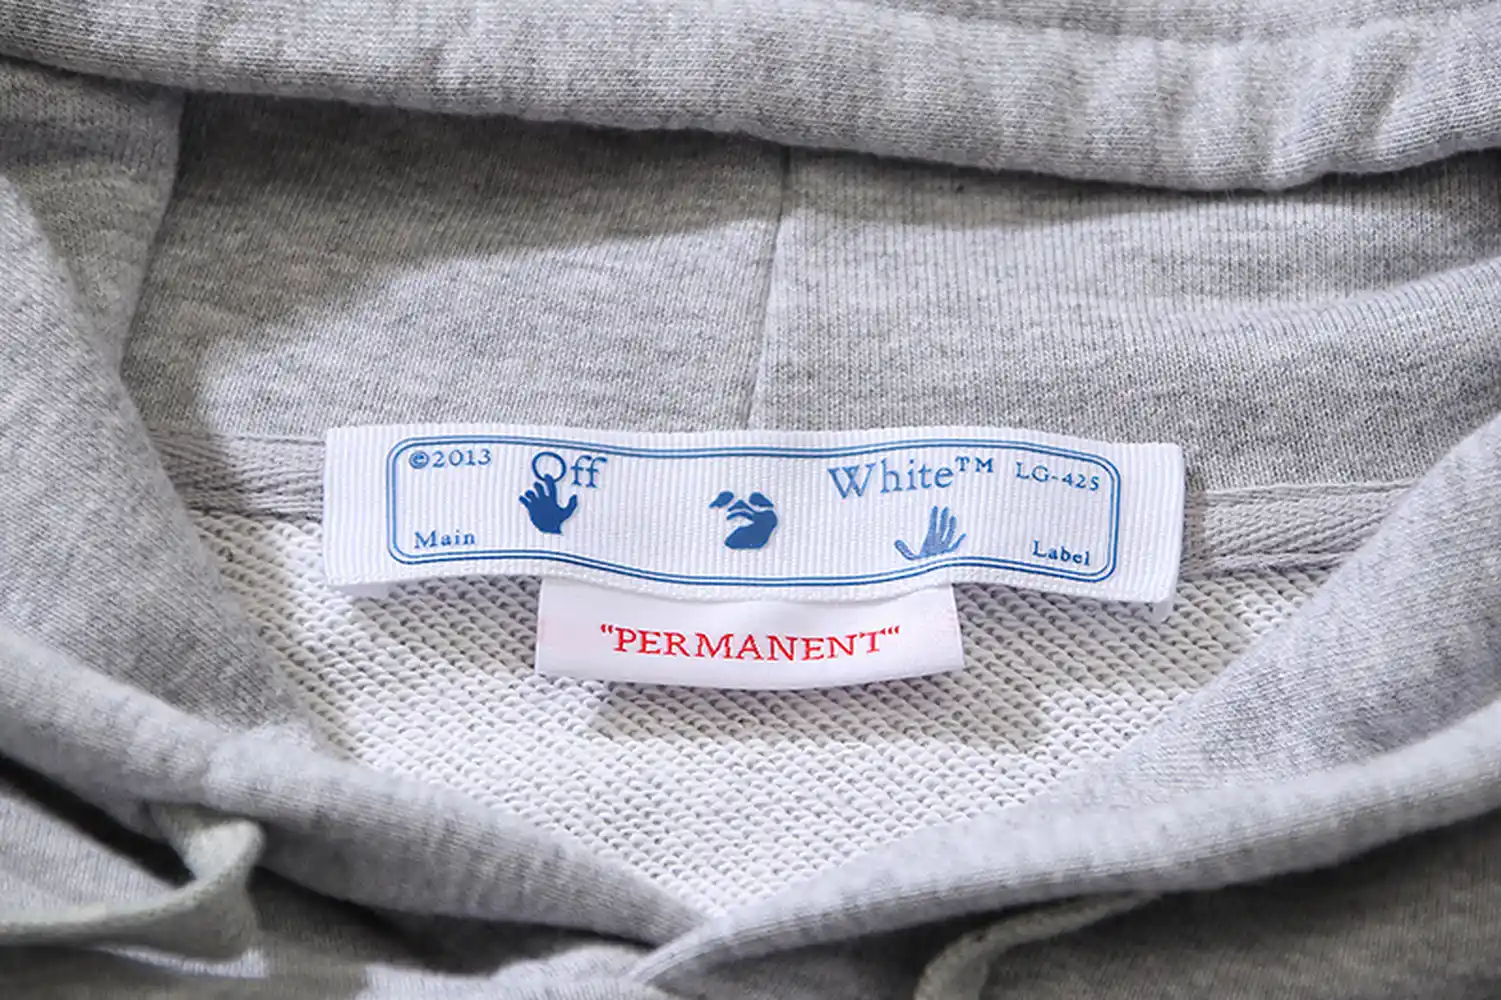 ©2013 Off White™ LG-425
Main Label
“PERMANENT“